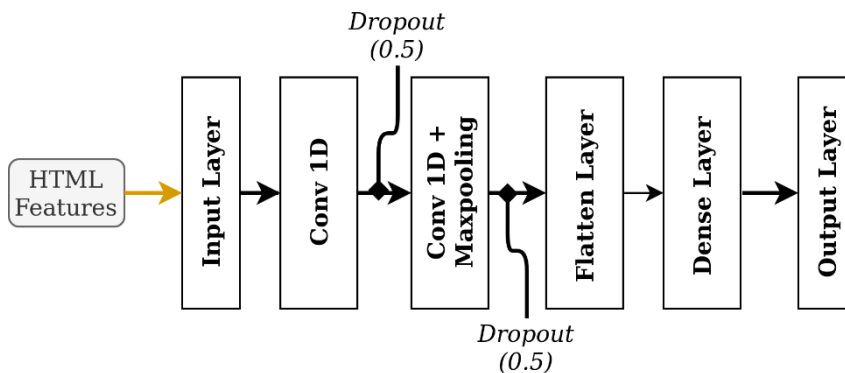 Dropout
(0.5)
HTML
Features
Input Layer
Conv 1D
Conv 1D +
Maxpooling
Flatten Layer
Dense Layer
Output Layer
Dropout
(0.5)